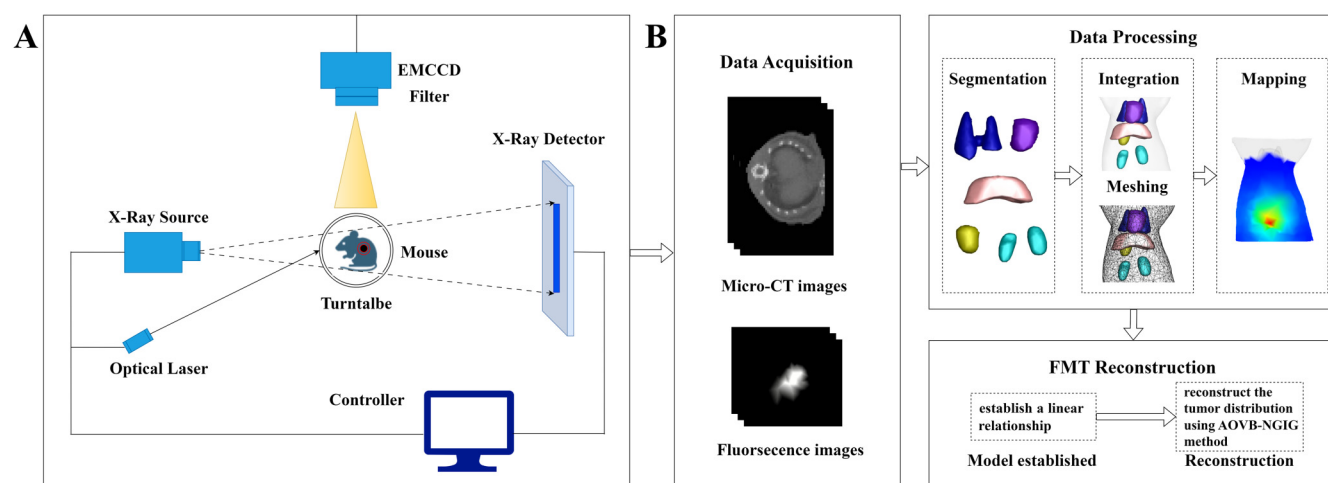 A
EMCCD
Filter
X-Ray Detector
X-Ray Source
Mouse
Turntalbe
Optical Laser
Controller
B
Data Acquisition
Micro-CT images
Fluorsecence images
Data Processing
Segmentation
Integration
Meshing
Mapping
FMT Reconstruction
establish a linear
relationship
Model established
reconstruct the
tumor distribution
using AOVB-NGIG
method
Reconstruction